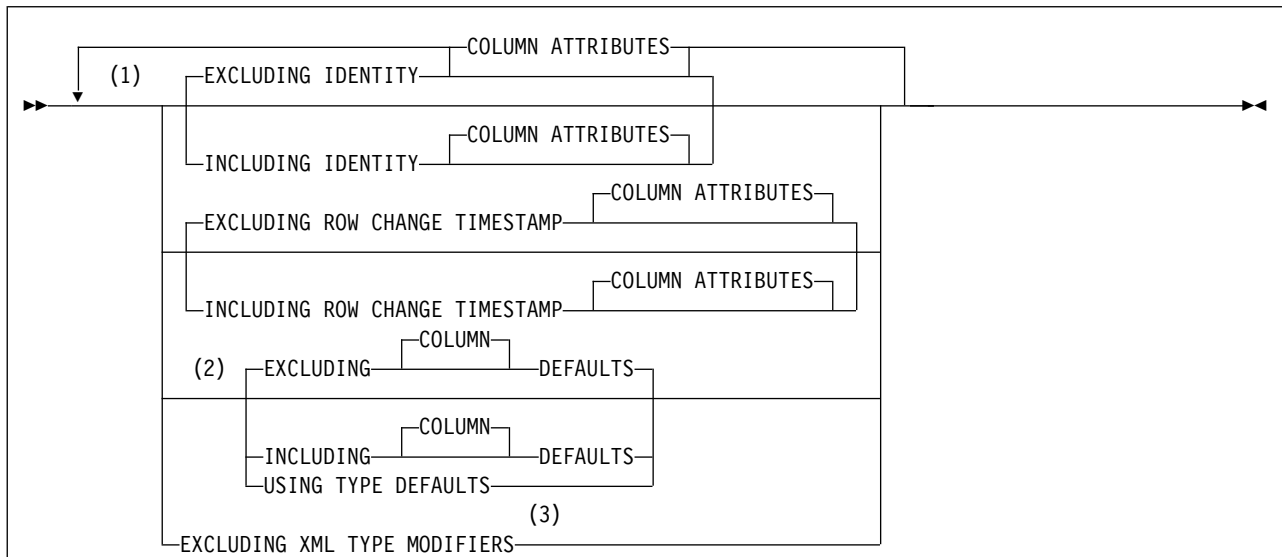 COLUMN ATTRIBUTES
(1) EXCLUDING IDENTITY
COLUMN ATTRIBUTES
INCLUDING IDENTITY
COLUMN ATTRIBUTES
EXCLUDING ROW CHANGE TIMESTAMP
COLUMN ATTRIBUTES
INCLUDING ROW CHANGE TIMESTAMP
COLUMN
(2) EXCLUDING DEFAULTS
COLUMN
INCLUDING DEFAULTS
USING TYPE DEFAULTS
(3)
EXCLUDING XML TYPE MODIFIERS